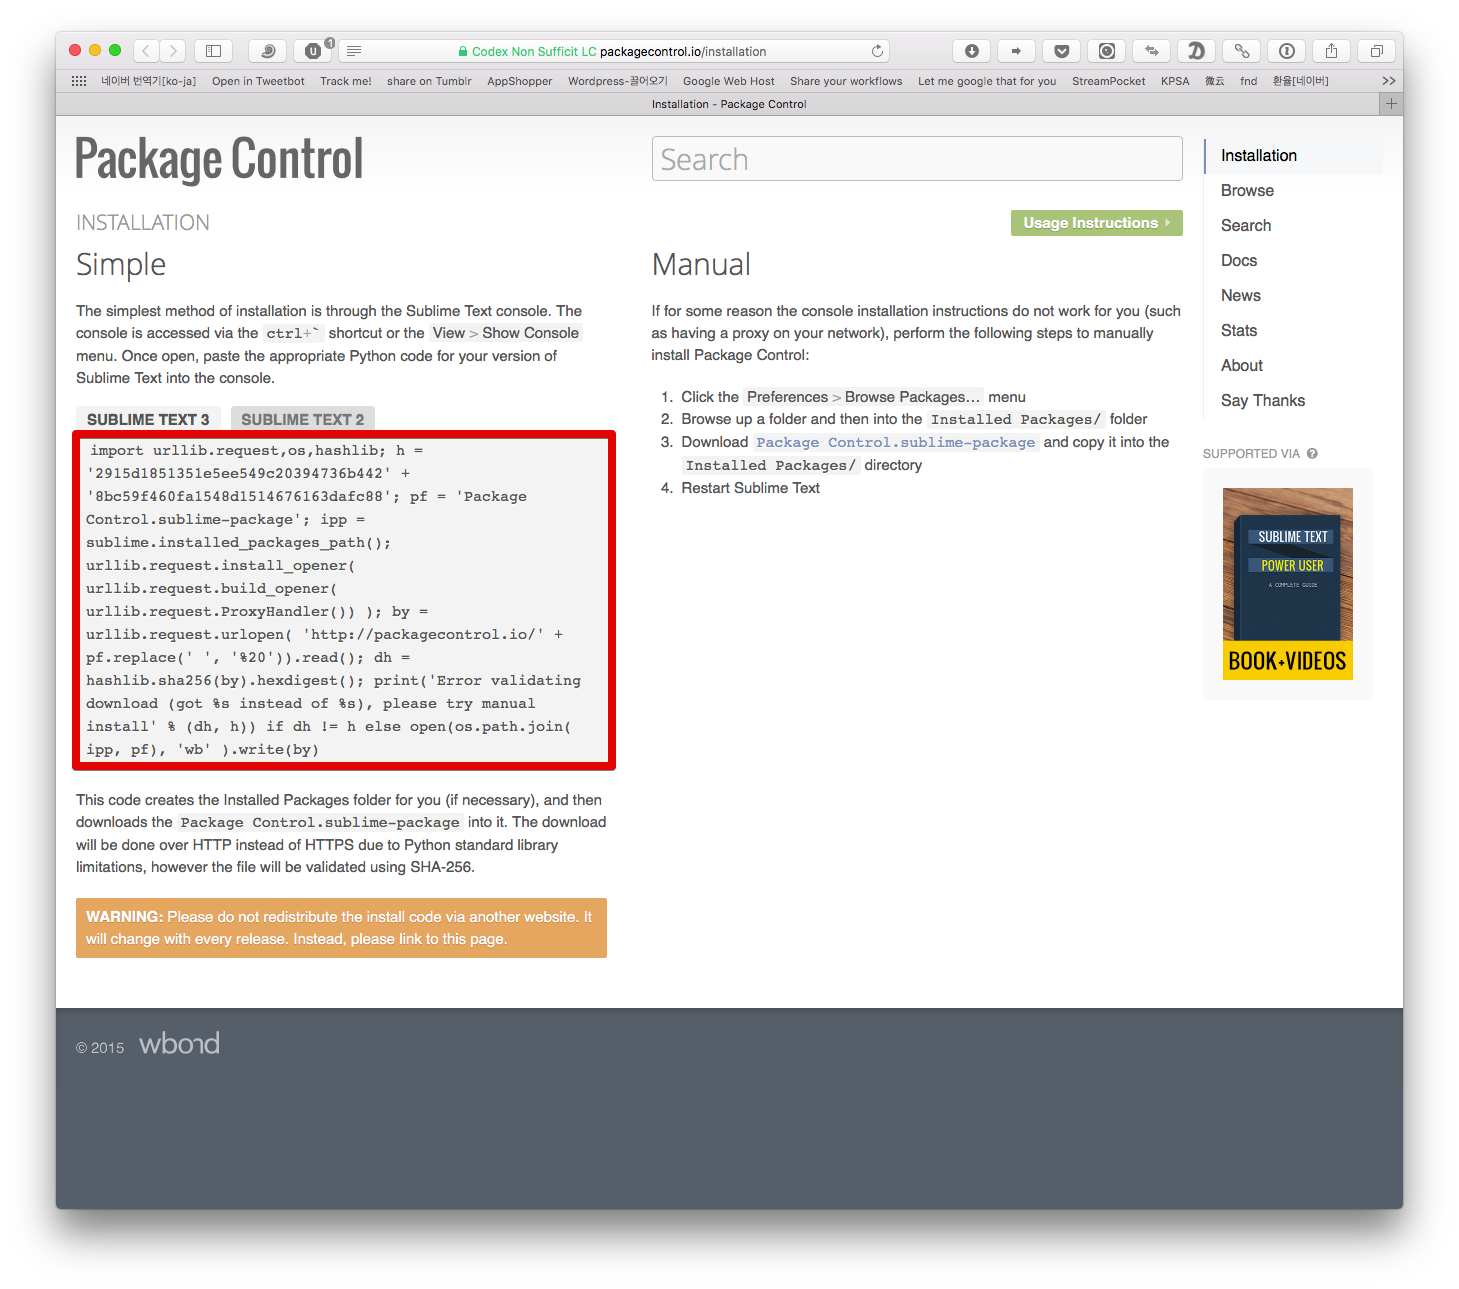 Codex Non Sufficit LC packagecontrol.io/installation
네이버 번역기[ko-ja] Open in Tweetbot Track me! share on Tumblr AppShopper Wordpress-끌어오기 Google Web Host Share your workflows Let me google that for you StreamPocket KPSA 微云 fnd 환율[네이버] >>
Installation - Package Control
Package Control
Search
INSTALLATION
Usage Instructions
Simple
The simplest method of installation is through the Sublime Text console. The
console is accessed via the ctrl+` shortcut or the View > Show Console
menu. Once open, paste the appropriate Python code for your version of
Sublime Text into the console.
SUBLIME TEXT 3 SUBLIME TEXT 2
import urllib.request,os,hashlib; h =
'2915d1851351e5ee549c20394736b442' +
'8bc59f460fa1548d1514676163dafc88'; pf = 'Package
Control.sublime-package'; ipp =
sublime.installed_packages_path();
urllib.request.install_opener(
urllib.request.build_opener(
urllib.request.ProxyHandler()) ); by =
urllib.request.urlopen( 'http://packagecontrol.io/' +
pf.replace(' ', '%20')).read(); dh =
hashlib.sha256(by).hexdigest(); print('Error validating
download (got %s instead of %s), please try manual
install' % (dh, h)) if dh != h else open(os.path.join(
ipp, pf), 'wb' ).write(by)
This code creates the Installed Packages folder for you (if necessary), and then
downloads the Package Control.sublime-package into it. The download
will be done over HTTP instead of HTTPS due to Python standard library
limitations, however the file will be validated using SHA-256.
WARNING: Please do not redistribute the install code via another website. It
will change with every release. Instead, please link to this page.
Manual
If for some reason the console installation instructions do not work for you (such
as having a proxy on your network), perform the following steps to manually
install Package Control:
1. Click the Preferences > Browse Packages... menu
2. Browse up a folder and then into the Installed Packages/ folder
3. Download Package Control.sublime-package and copy it into the
Installed Packages/ directory
4. Restart Sublime Text
Installation
Browse
Search
Docs
News
Stats
About
Say Thanks
SUPPORTED VIA ?
SUBLIME TEXT
POWER USER
A COMPLETE GUIDE
BOOK+VIDEOS
© 2015 wbond